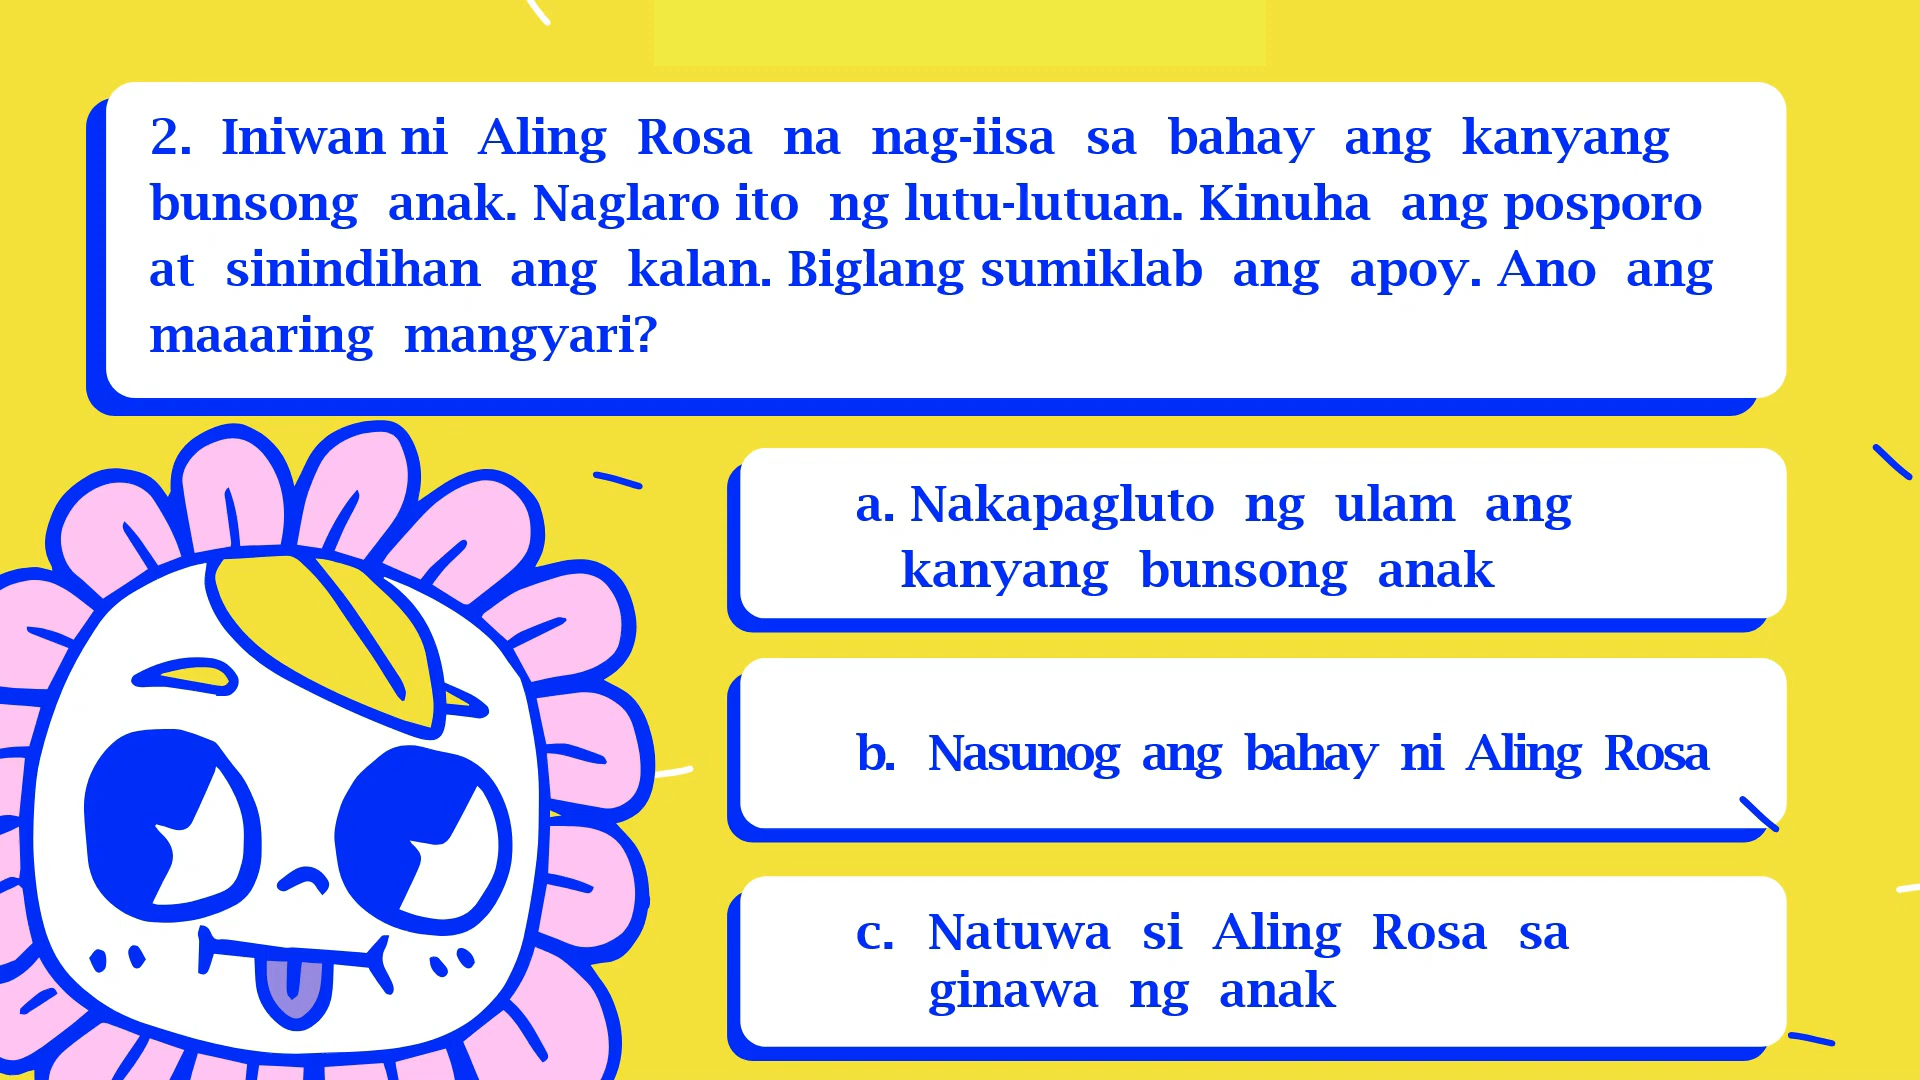 2. Iniwan ni Aling Rosa na nag-iisa sa bahay ang kanyang
bunsong anak. Naglaro ito ng lutu-lutuan. Kinuha ang posporo
at sinindihan ang kalan. Biglang sumiklab ang apoy. Ano ang
maaaring mangyari?
a. Nakapagluto ng ulam ang
kanyang bunsong anak
b. Nasunog ang bahay ni Aling Rosa
c. Natuwa si Aling Rosa sa
ginawa ng anak